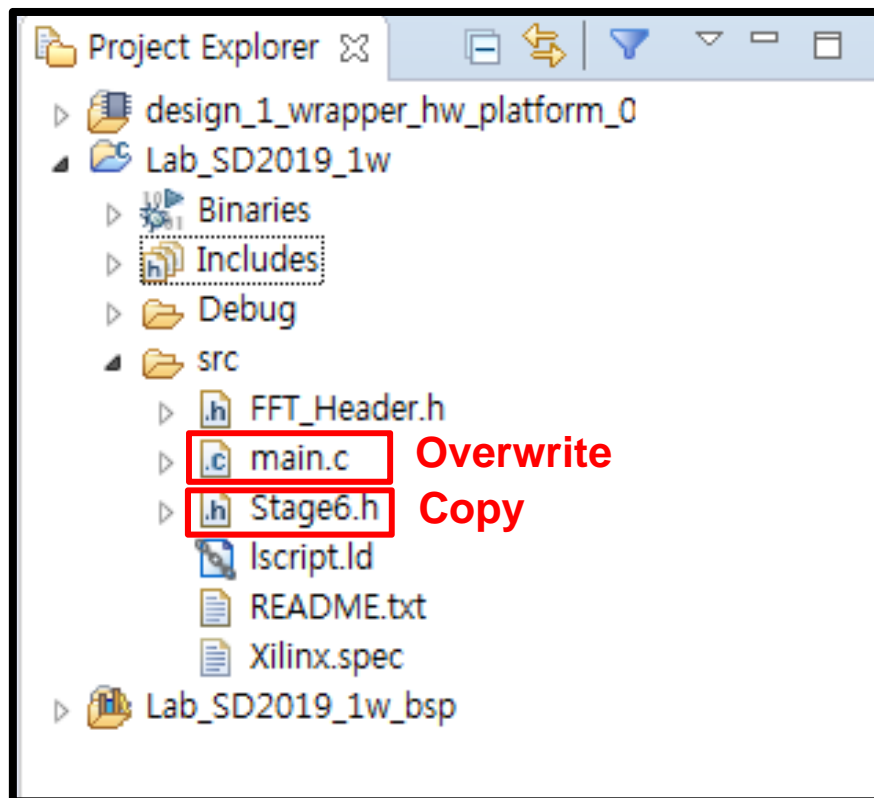 Project Explorer
design_1_wrapper_hw_platform_0
Lab_SD2019_1w
Binaries
Includes
Debug
src
FFT_Header.h
main.c Overwrite
Stage6.h Copy
lscript.ld
README.txt
Xilinx.spec
Lab_SD2019_1w_bsp